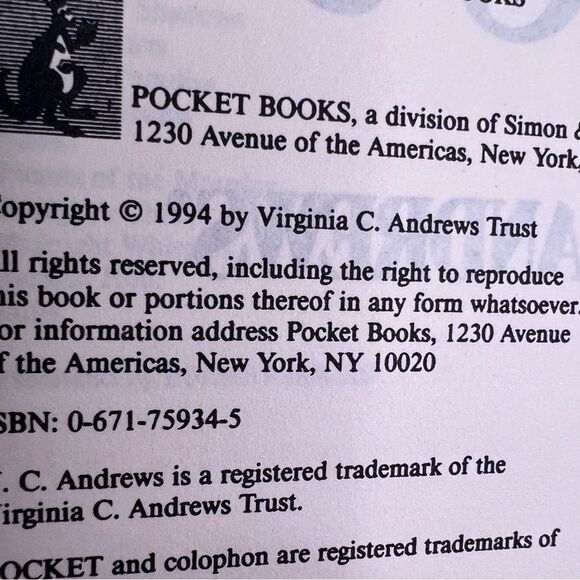 POCKET BOOKS, a division of Simon &
1230 Avenue of the Americas, New York,
opyright © 1994 by Virginia C. Andrews Trust
ll rights reserved, including the right to reproduce
his book or portions thereof in any form whatsoever.
or information address Pocket Books, 1230 Avenue
f the Americas, New York, NY 10020
SBN: 0-671-75934-5
. C. Andrews is a registered trademark of the
irginia C. Andrews Trust.
OCKET and colophon are registered trademarks of